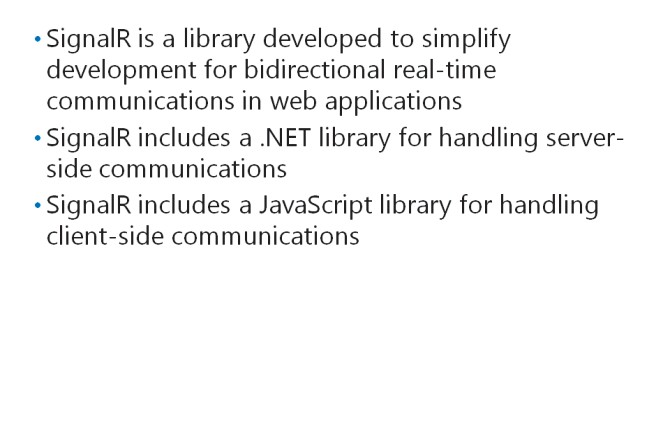 • SignalR is a library developed to simplify
development for bidirectional real-time
communications in web applications
• SignalR includes a .NET library for handling server-
side communications
• SignalR includes a JavaScript library for handling
client-side communications